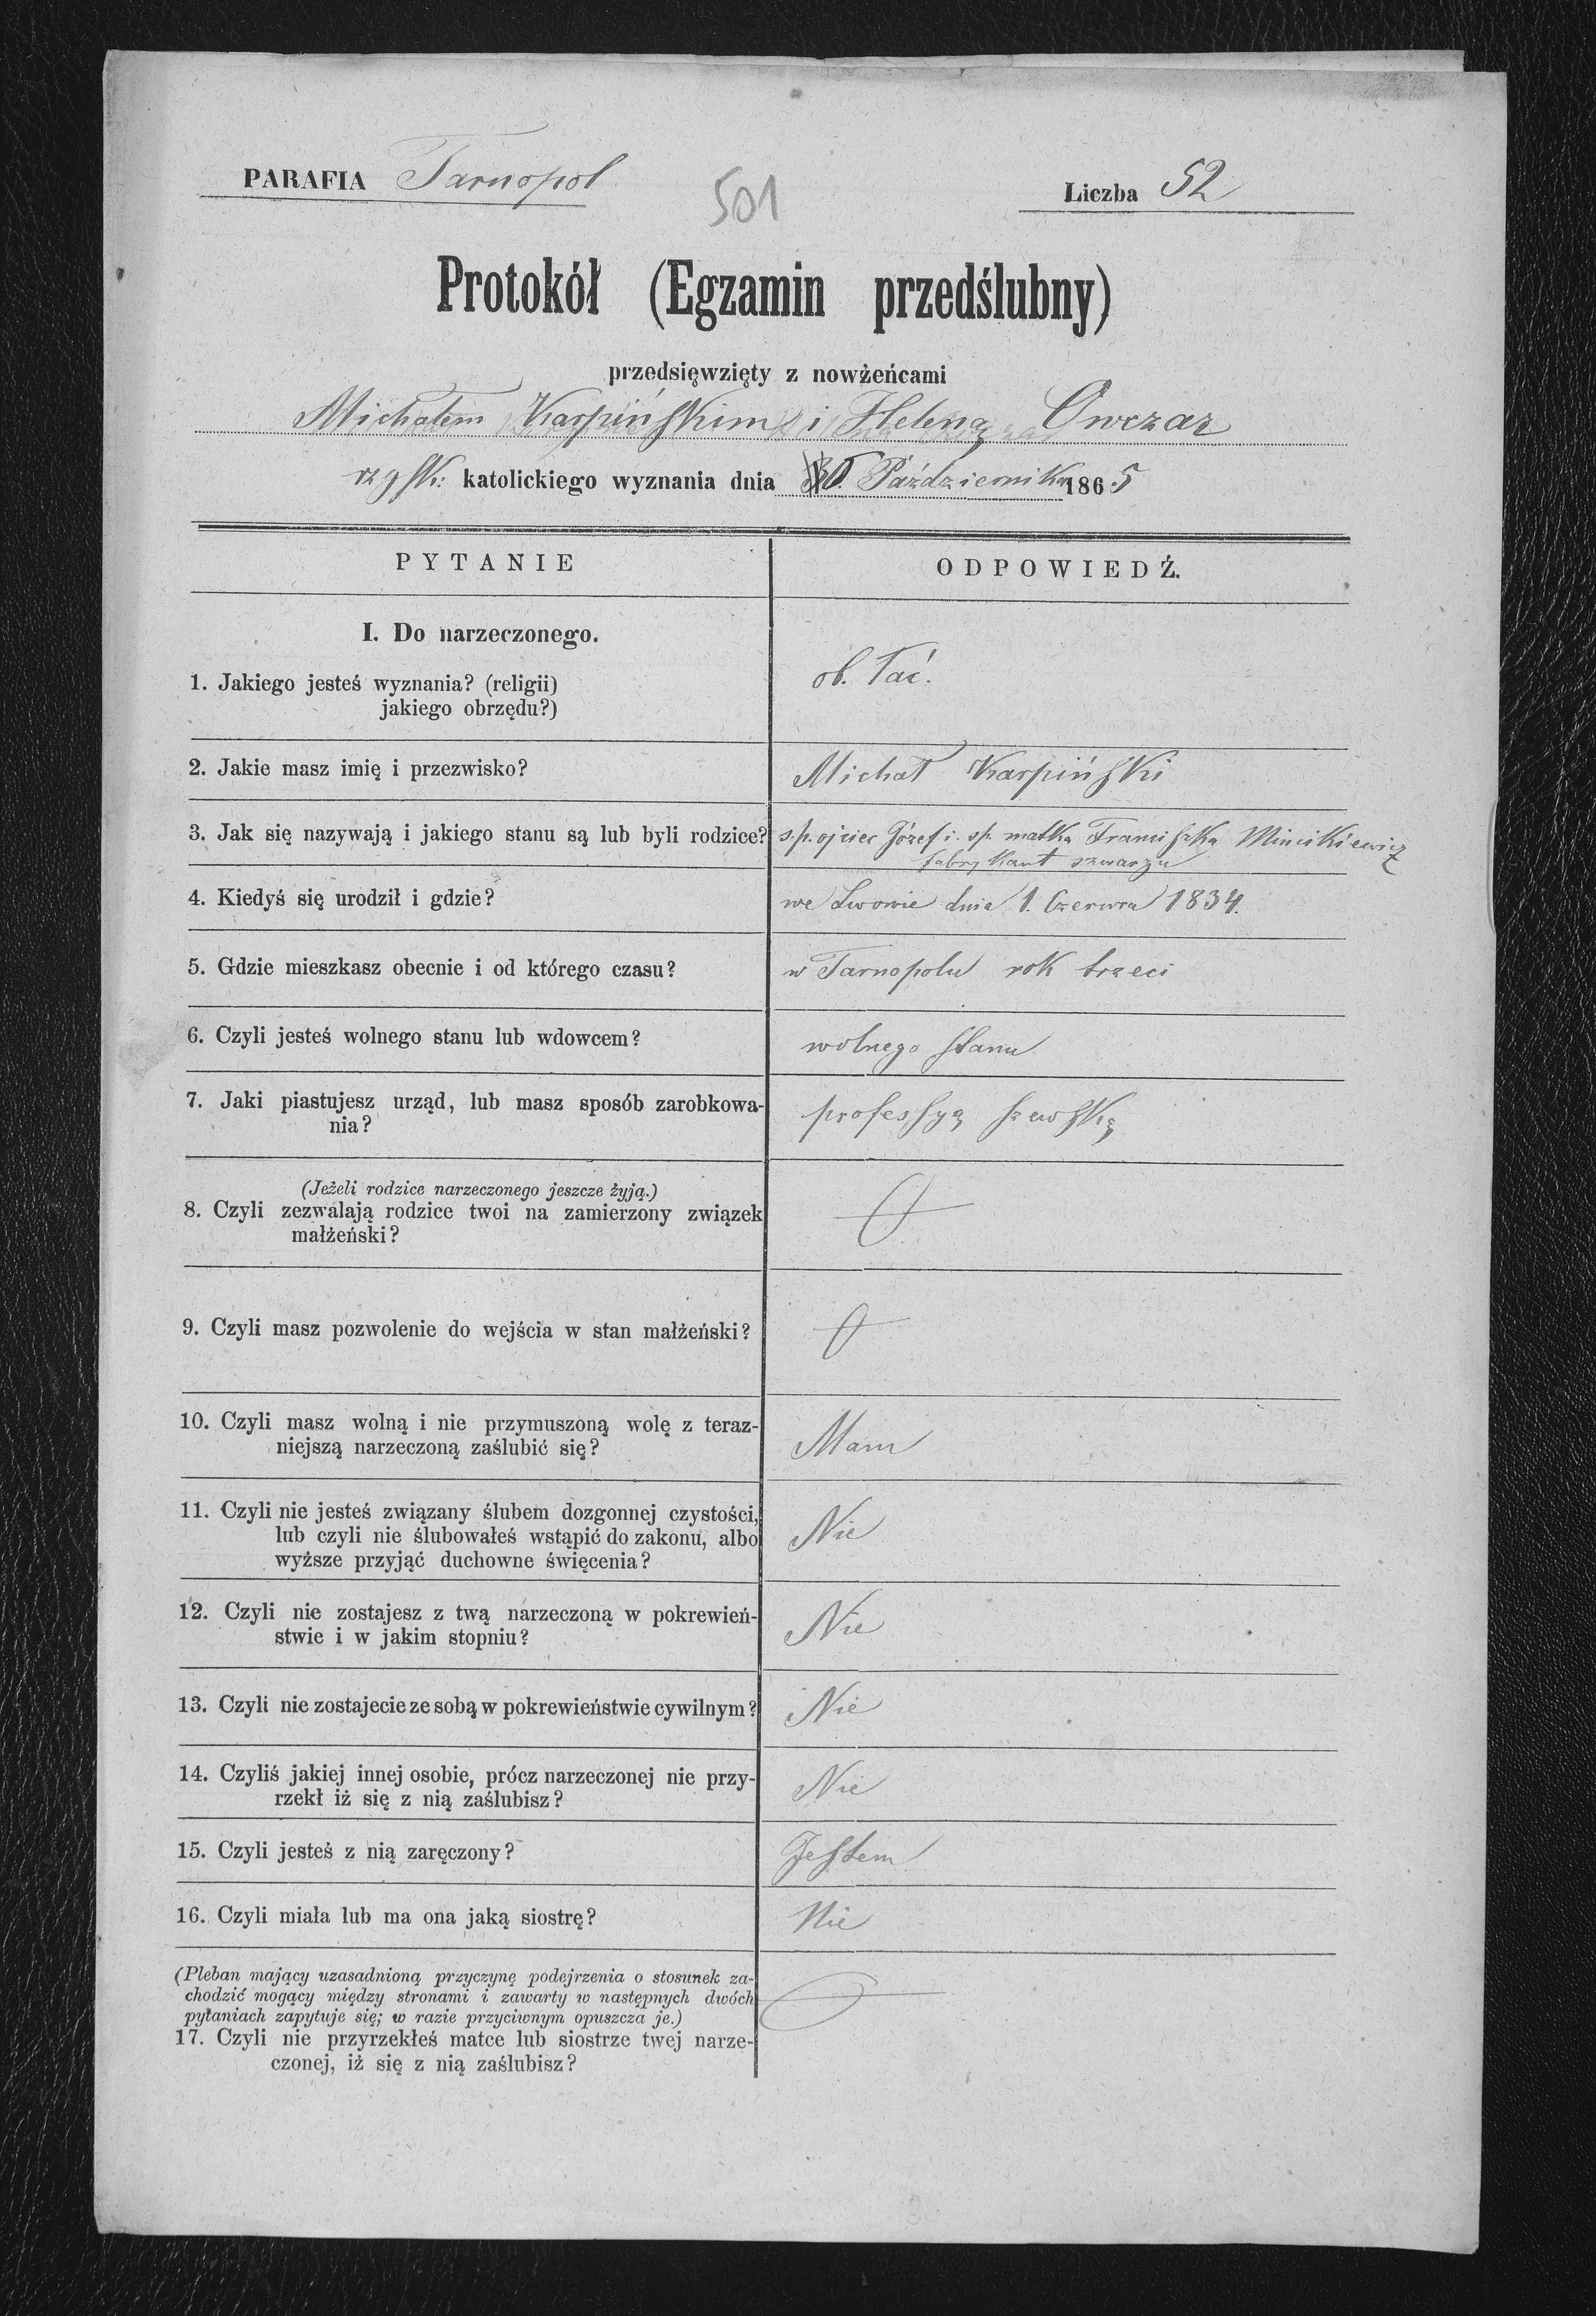 PARAFIA Tarnopol
501
Liczba 52
Protokół (Egzamin przedślubny)
przedsięwzięty z nowżeńcami
Michałem Karpińskim i Heleną Owczar
rzysk: katolickiego wyznania dnia Października 1865
PYTANIE
ODPOWIEDŹ.
I. Do narzeczonego.
1. Jakiego jesteś wyznania? (religii)
jakiego obrzędu?)
ob. łać.
2. Jakie masz imię i przezwisko?
Michał Karpiński
3. Jak się nazywają i jakiego stanu są lub byli rodzice?
s.p. ojciec Józef i sp. matka Franciszka
fabrykant szwarzu
4. Kiedyś się urodził i gdzie?
we Lwowie dnia 1. Czerwca 1834.
5. Gdzie mieszkasz obecnie i od którego czasu?
w Tarnopolu rok trzeci
6. Czyli jesteś wolnego stanu lub wdowcem?
wolnego stanu
7. Jaki piastujesz urząd, lub masz sposób zarobkowa-
nia?
professyą szewską
(Jeżeli rodzice narzeczonego jeszcze żyją.)
8. Czyli zezwalają rodzice twoi na zamierzony związek
małżeński?
9. Czyli masz pozwolenie do wejścia w stan małżeński?
10. Czyli masz wolną i nie przymuszoną wolę z teraz-
niejszą narzeczoną zaślubić się?
Mam
11. Czyli nie jesteś związany ślubem dozgonnej czystości,
lub czyli nie ślubowałeś wstąpić do zakonu, albo
wyższe przyjąć duchowne święcenia?
Nie
12. Czyli nie zostajesz z twą narzeczoną w pokrewień-
stwie i w jakim stopniu?
Nie
13. Czyli nie zostajecie ze sobą w pokrewieństwie cywilnym?
Nie
14. Czyliś jakiej innej osobie, prócz narzeczonej nie przy-
rzekł iż się z nią zaślubisz?
Nie
15. Czyli jesteś z nią zaręczony?
Jestem
16. Czyli miała lub ma ona jaką siostrę?
Nie
(Pleban mający uzasadnioną przyczynę podejrzenia o stosunek za-
chodzić mogący między stronami i zawarty w następnych dwóch
pytaniach zapytuje się; w razie przyciwnym opuszcza je.)
17. Czyli nie przyrzekłeś matce lub siostrze twej narze-
czonej, iż się z nią zaślubisz?